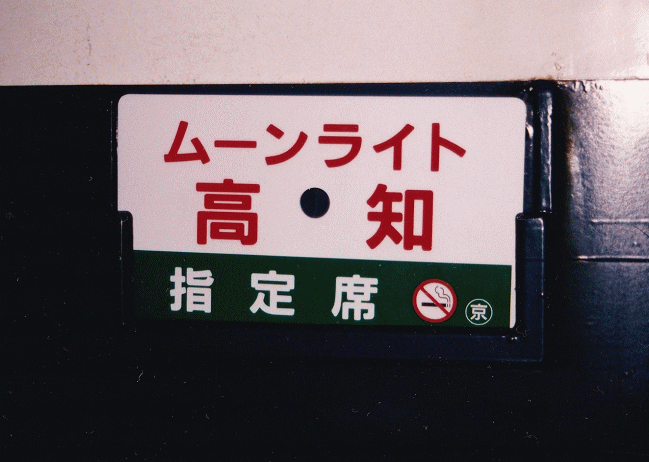 ムーンライト
高知
指定席 京